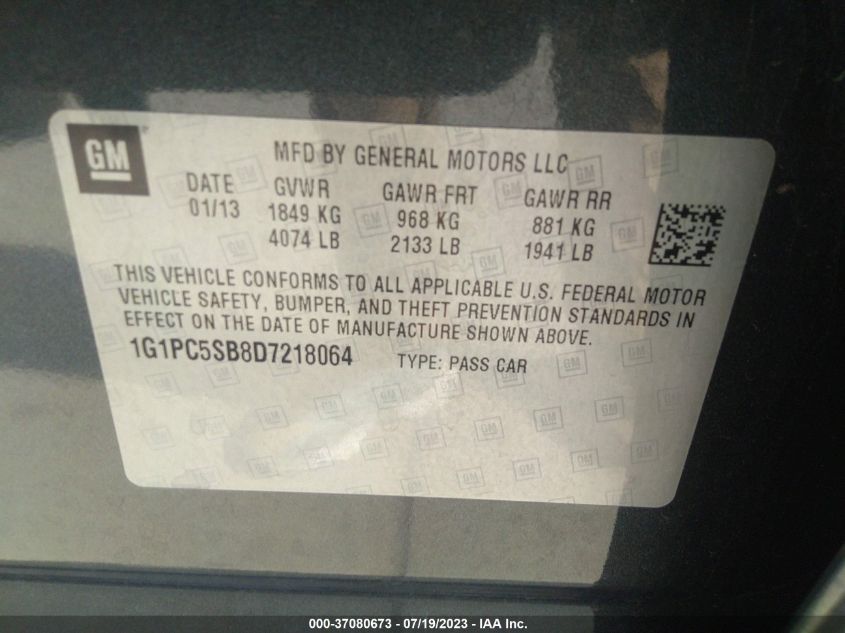 GM
MFD BY GENERAL MOTORS LLC
DATE GVWR GAWR FRT GAWR RR
01/13 1849 KG 968 KG 881 KG
4074 LB 2133 LB 1941 LB
THIS VEHICLE CONFORMS TO ALL APPLICABLE U.S. FEDERAL MOTOR
VEHICLE SAFETY, BUMPER, AND THEFT PREVENTION STANDARDS IN
EFFECT ON THE DATE OF MANUFACTURE SHOWN ABOVE.
1G1PC5SB8D7218064 TYPE: PASS CAR
000-37080673 - 07/19/2023 - IAA Inc.